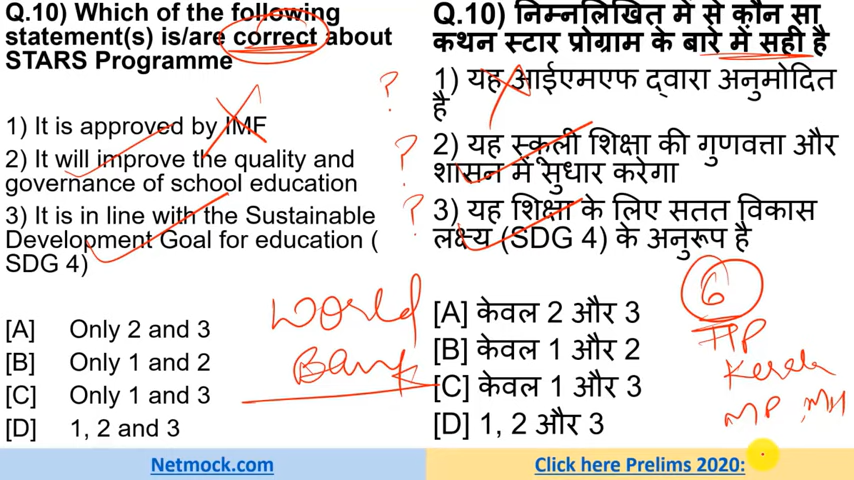 Q.10) Which of the following
statement(s) is/are correct about
STARS Programme
?
1) It is approved by IMF
2) It will improve the quality and
governance of school education
?
3) It is in line with the Sustainable
Development Goal for education (
SDG 4)
?
World
Bank
[A] Only 2 and 3
[B] Only 1 and 2
[C] Only 1 and 3
[D] 1, 2 and 3
Netmock.com
Q.10) निम्नलिखित में से कौन सा
कथन स्टार प्रोग्राम के बारे में सही है
1) यह आईएमएफ द्वारा अनुमोदित
है
2) यह स्कूली शिक्षा की गुणवत्ता और
शासन में सुधार करेगा
3) यह शिक्षा के लिए सतत विकास
लक्ष्य (SDG 4) के अनुरूप है
6
HP
Kerala
MP, MH
[A] केवल 2 और 3
[B] केवल 1 और 2
[C] केवल 1 और 3
[D] 1, 2 और 3
Click here Prelims 2020: